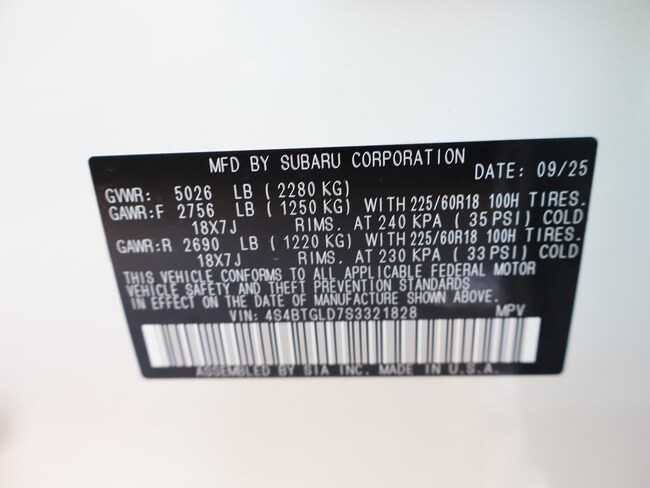 MFD BY SUBARU CORPORATION DATE: 09/25
GVWR: 5026 LB ( 2280 KG)
GAWR:F 2756 LB ( 1250 KG) WITH 225/60R18 100H TIRES.
18X7J RIMS. AT 240 KPA ( 35 PSI) COLD
GAWR:R 2690 LB ( 1220 KG) WITH 225/60R18 100H TIRES.
18X7J RIMS. AT 230 KPA ( 33 PSI) COLD
THIS VEHICLE CONFORMS TO ALL APPLICABLE FEDERAL MOTOR
VEHICLE SAFETY AND THEFT PREVENTION STANDARDS
IN EFFECT ON THE DATE OF MANUFACTURE SHOWN ABOVE.
VIN: 4S4BTGLD7S3321828 MPV
ASSEMBLED BY SIA INC. MADE IN U.S.A.